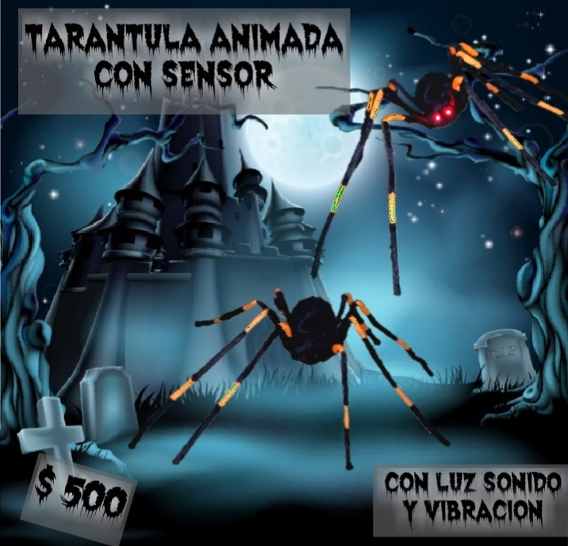 TARANTULA ANIMADA
CON SENSOR
$ 500
CON LUZ SONIDO
Y VIBRACION